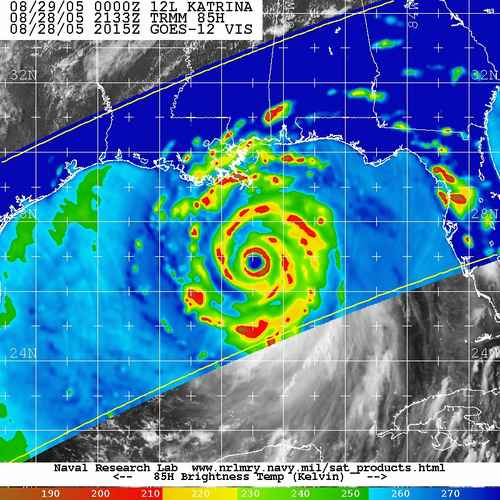 08/29/05 0000Z 12L KATRINA
08/28/05 2133Z TRMM 85H
08/28/05 2015Z GOES-12 VIS
84W
32N 32N
28N 28N
24N 24N
Naval Research Lab www.nrlmry.navy.mil/sat_products.html
<-- 85H Brightness Temp (Kelvin) -->
190 200 210 220 230 240 250 260 270